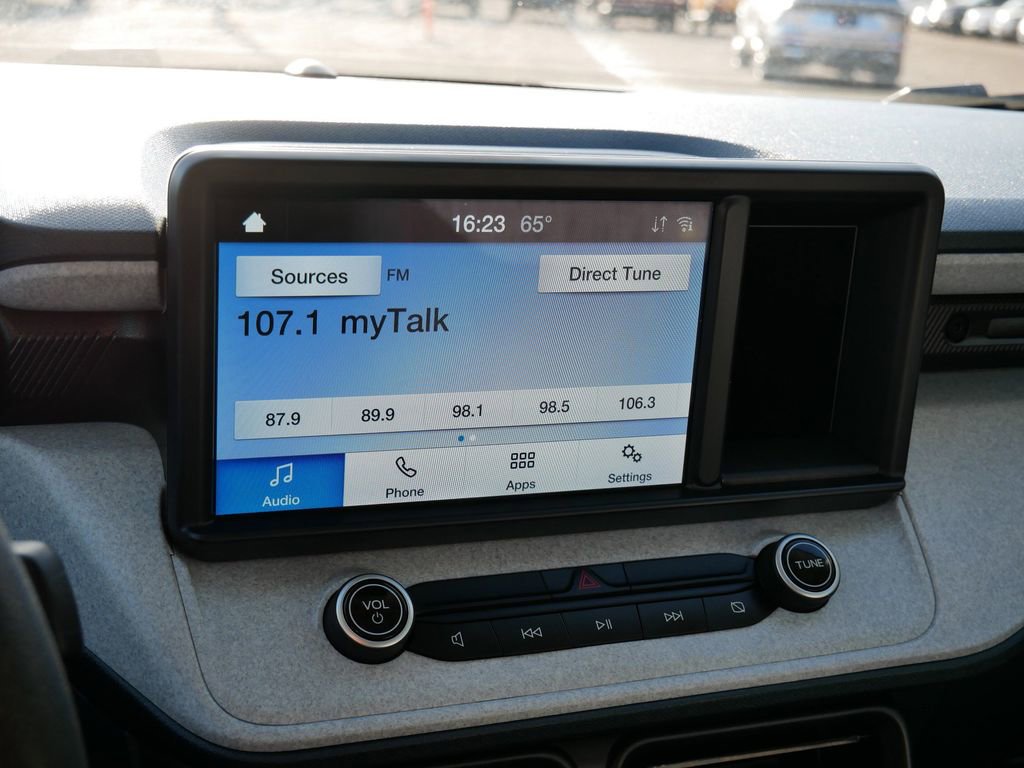 16:23 65°
Sources FM Direct Tune
107.1 myTalk
87.9 89.9 98.1 98.5 106.3
Audio Phone Apps Settings
VOL
TUNE